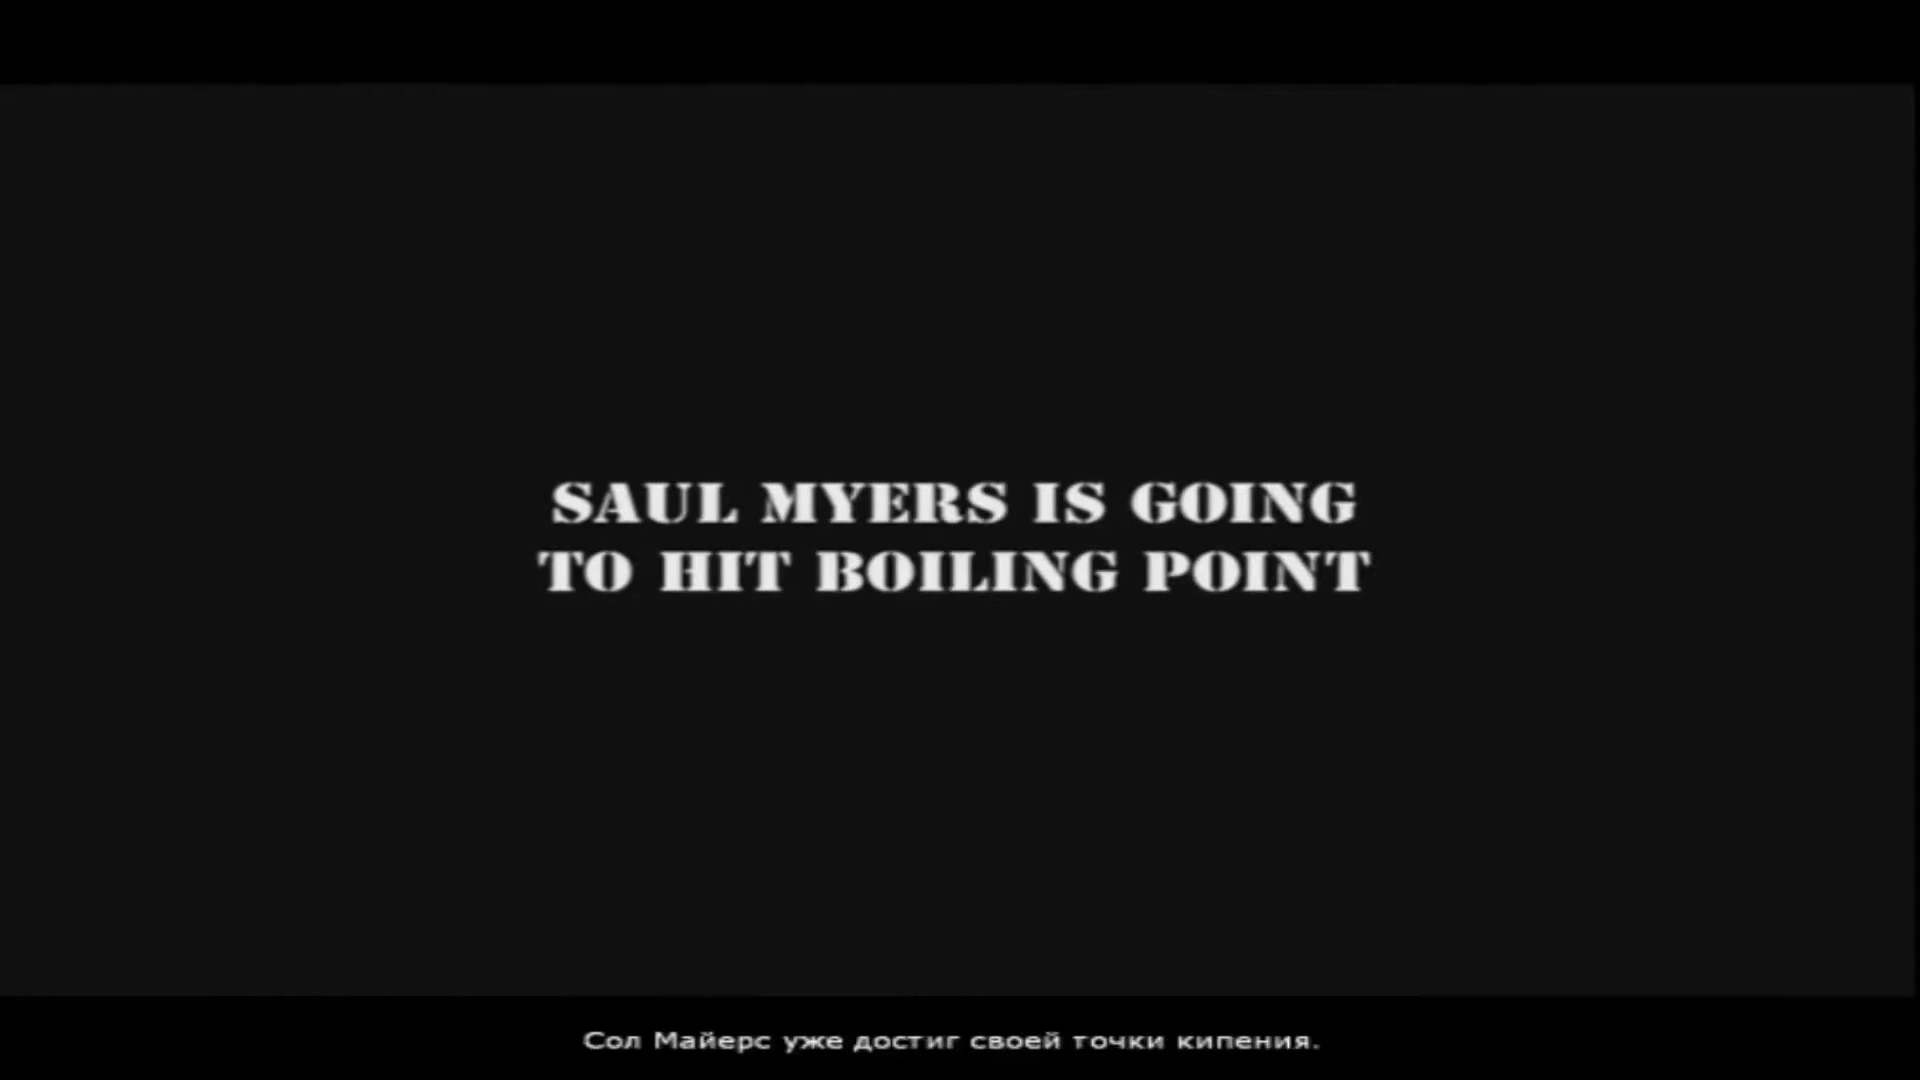 SAUL MYERS IS GOING
TO HIT BOILING POINT
Сол Майерс уже достиг своей точки кипения.